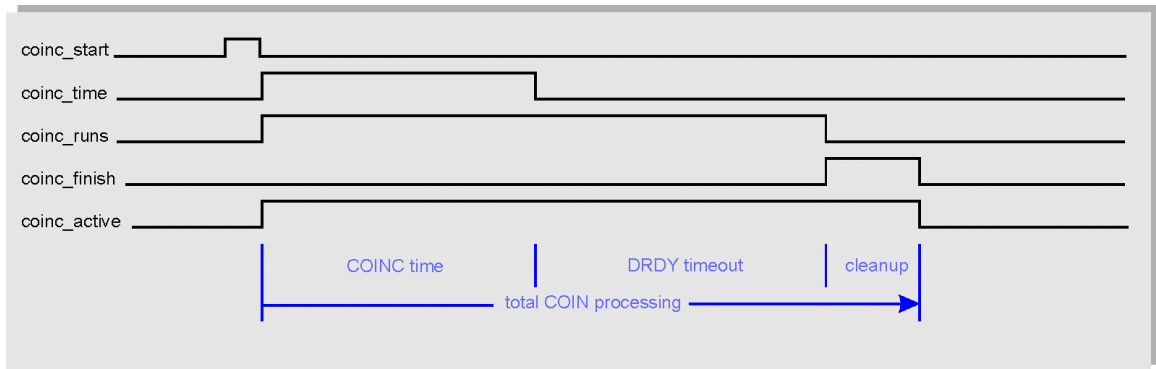 coinc_start
coinc_time
coinc_runs
coinc_finish
coinc_active
COINC time DRDY timeout cleanup
total COIN processing